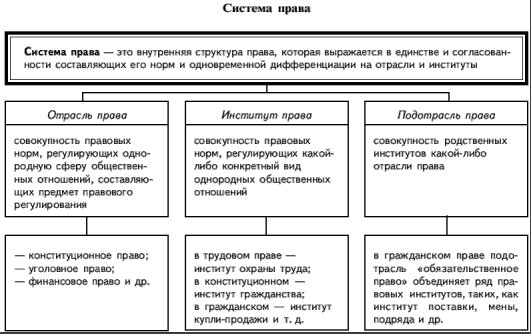 Система права
Система права — это внутренняя структура права, которая выражается в единстве и согласован-
ности составляющих его норм и одновременной дифференциации на отрасли и институты
Отрасль права
совокупность правовых
норм, регулирующих одно-
родную сферу обществен-
ных отношений, составляю-
щих предмет правового
регулирования
— конституционное право;
— уголовное право;
— финансовое право и др.
Институт права
совокупность правовых
норм, регулирующих какой-
либо конкретный вид
однородных общественных
отношений
в трудовом праве —
институт охраны труда;
в конституционном —
институт гражданства;
в гражданском — институт
купли-продажи и т. д.
Подотрасль права
совокупность родственных
институтов какой-либо
отрасли права
в гражданском праве подо-
трасль «обязательственное
право» объединяет ряд пра-
вовых институтов, таких, как
институт поставки, мены,
подряда и др.